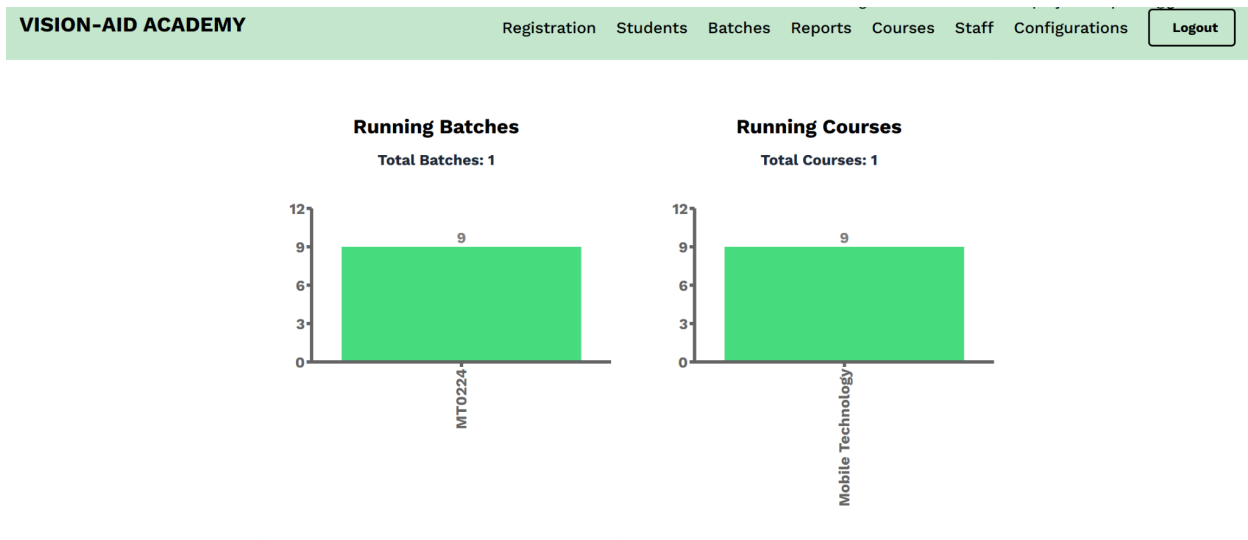 VISION-AID ACADEMY
Registration Students Batches Reports Courses Staff Configurations Logout
Running Batches
Total Batches: 1
12
9
6
3
0
9
MT0224
Running Courses
Total Courses: 1
12
9
6
3
0
9
Mobile Technology